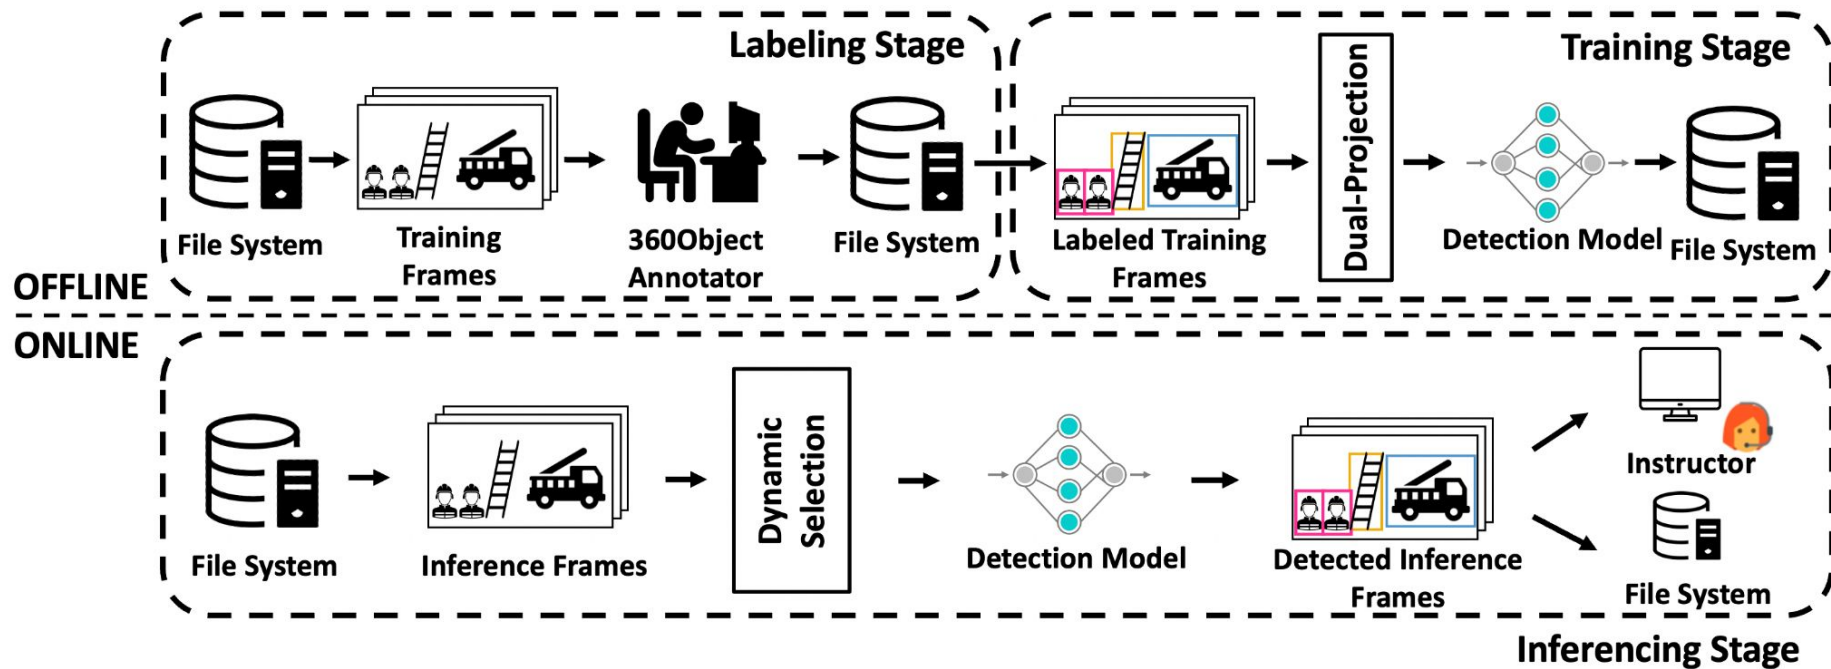 Labeling Stage
Training Stage
File System
Training
Frames
360Object
Annotator
File System
Labeled Training
Frames
Dual-Projection
Detection Model
File System
OFFLINE
ONLINE
File System
Inference Frames
Dynamic
Selection
Detection Model
Detected Inference
Frames
Instructor
File System
Inferencing Stage